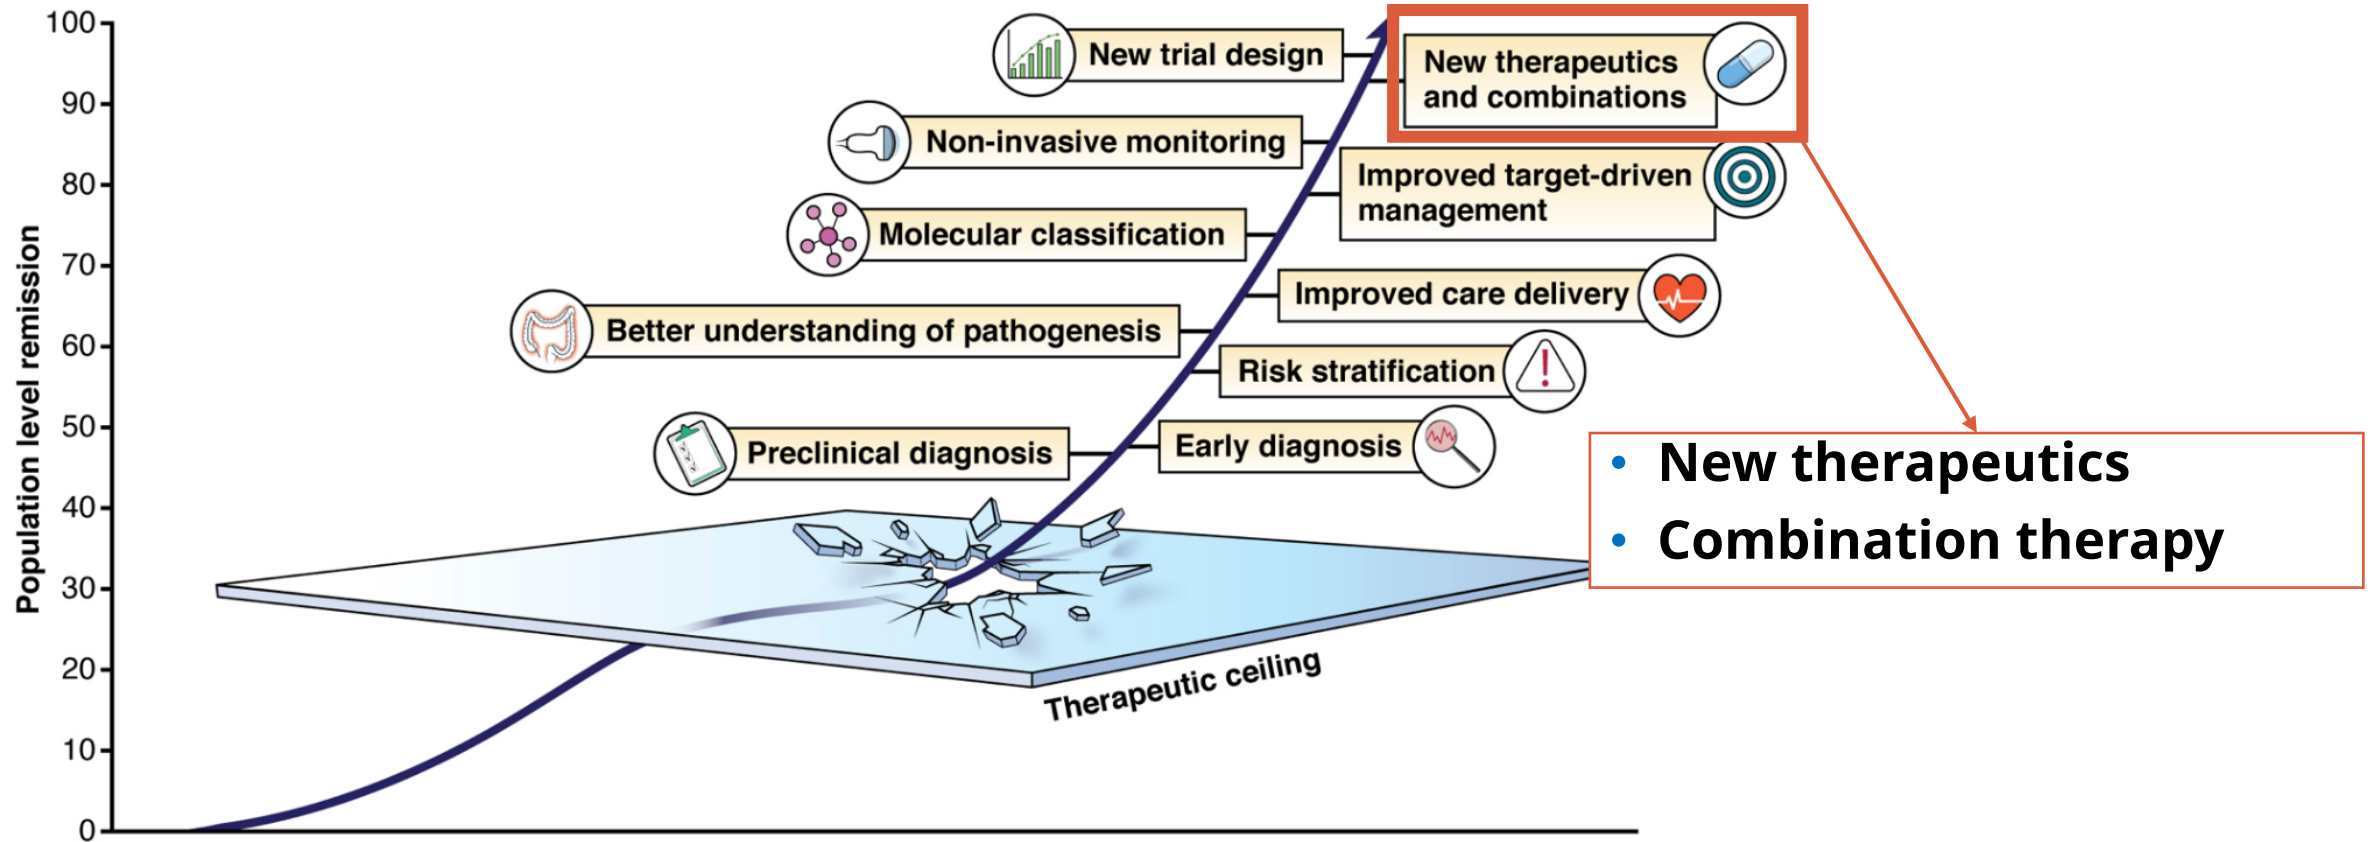 Population level remission
100
90
80
70
60
50
40
30
20
10
0
New trial design
New therapeutics
and combinations
Non-invasive monitoring
Improved target-driven
management
Molecular classification
Improved care delivery
Better understanding of pathogenesis
Risk stratification
Preclinical diagnosis
Early diagnosis
Therapeutic ceiling
• New therapeutics
• Combination therapy